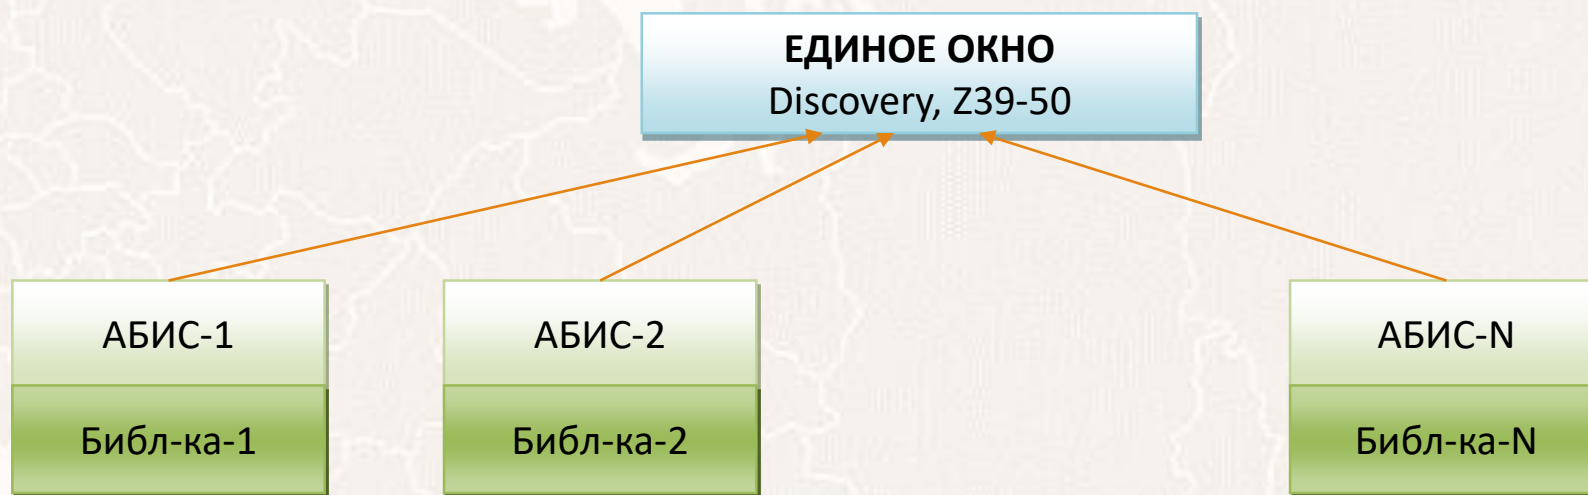 ЕДИНОЕ ОКНО
Discovery, Z39-50
АБИС-1
АБИС-2
АБИС-N
Библ-ка-1
Библ-ка-2
Библ-ка-N